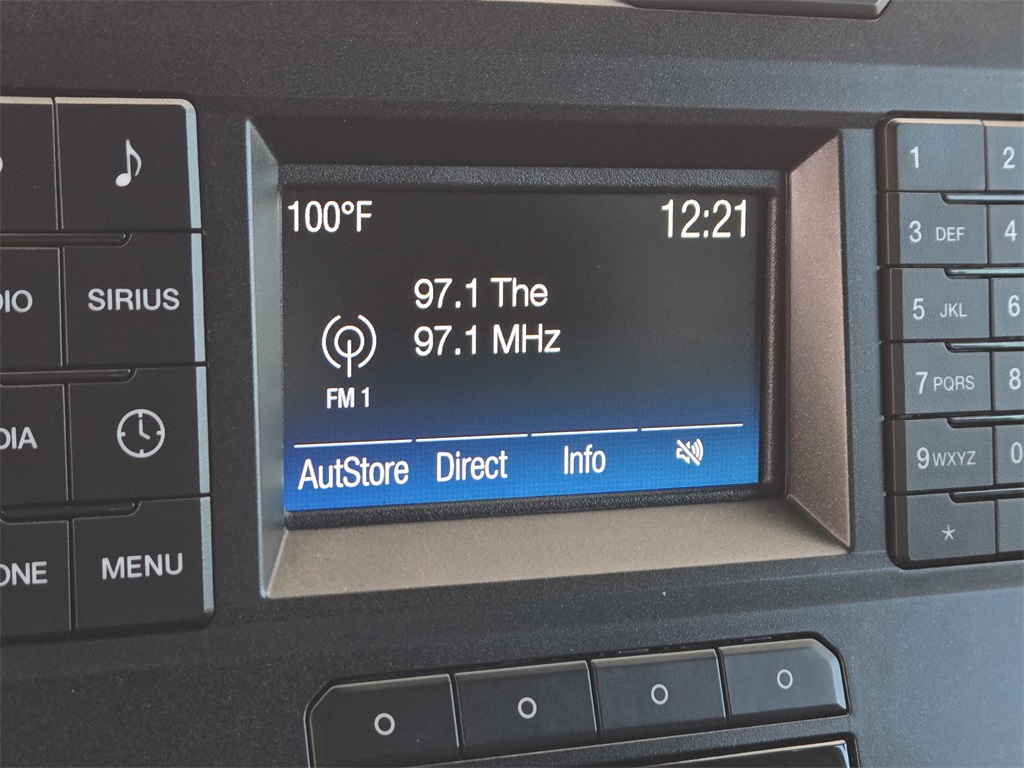 100°F 12:21
97.1 The
97.1 MHz
FM 1
AutStore Direct Info
SIRIUS
MENU
1 2
3 DEF 4
5 JKL 6
7 PQRS 8
9 WXYZ 0
*